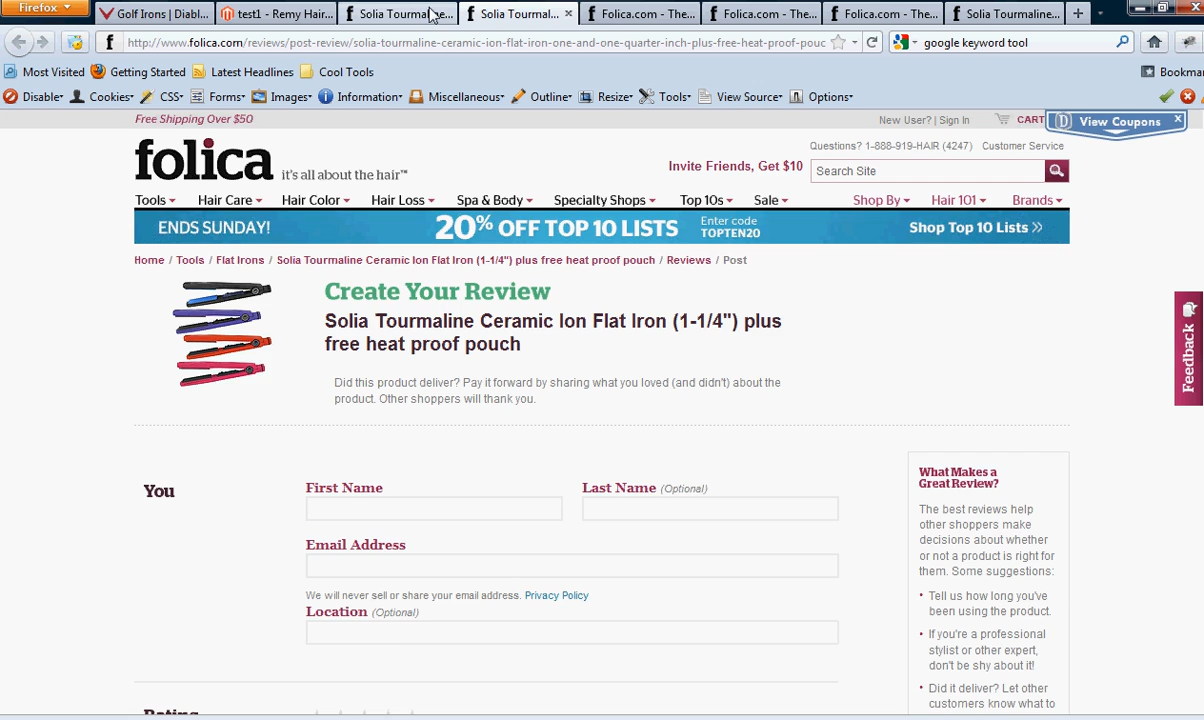 Firefox
Golf Irons | Diabl...
test1 - Remy Hair...
Solia Tourmaline...
Solia Tourmal...
Folica.com - The...
Folica.com - The...
Folica.com - The...
Solia Tourmaline...
http://www.folica.com/reviews/post-review/solia-tourmaline-ceramic-ion-flat-iron-one-and-one-quarter-inch-plus-free-heat-proof-pouc
google keyword tool
Most Visited Getting Started Latest Headlines Cool Tools Bookma
Disable Cookies CSS Forms Images Information Miscellaneous Outline Resize Tools View Source Options
Free Shipping Over $50
New User? | Sign In CART
View Coupons
folica it's all about the hair™
Questions? 1-888-919-HAIR (4247) Customer Service
Invite Friends, Get $10
Search Site
Tools Hair Care Hair Color Hair Loss Spa & Body Specialty Shops Top 10s Sale Shop By Hair 101 Brands
ENDS SUNDAY! 20% OFF TOP 10 LISTS Enter code TOPTEN20 Shop Top 10 Lists »
Home / Tools / Flat Irons / Solia Tourmaline Ceramic Ion Flat Iron (1-1/4") plus free heat proof pouch / Reviews / Post
Create Your Review
Solia Tourmaline Ceramic Ion Flat Iron (1-1/4") plus
free heat proof pouch
Did this product deliver? Pay it forward by sharing what you loved (and didn't) about the
product. Other shoppers will thank you.
Feedback
You
First Name
Last Name (Optional)
Email Address
We will never sell or share your email address. Privacy Policy
Location (Optional)
Rating
What Makes a
Great Review?
The best reviews help
other shoppers make
decisions about whether
or not a product is right for
them. Some suggestions:
• Tell us how long you've
been using the product.
• If you're a professional
stylist or other expert,
don't be shy about it!
• Did it deliver? Let other
customers know what to